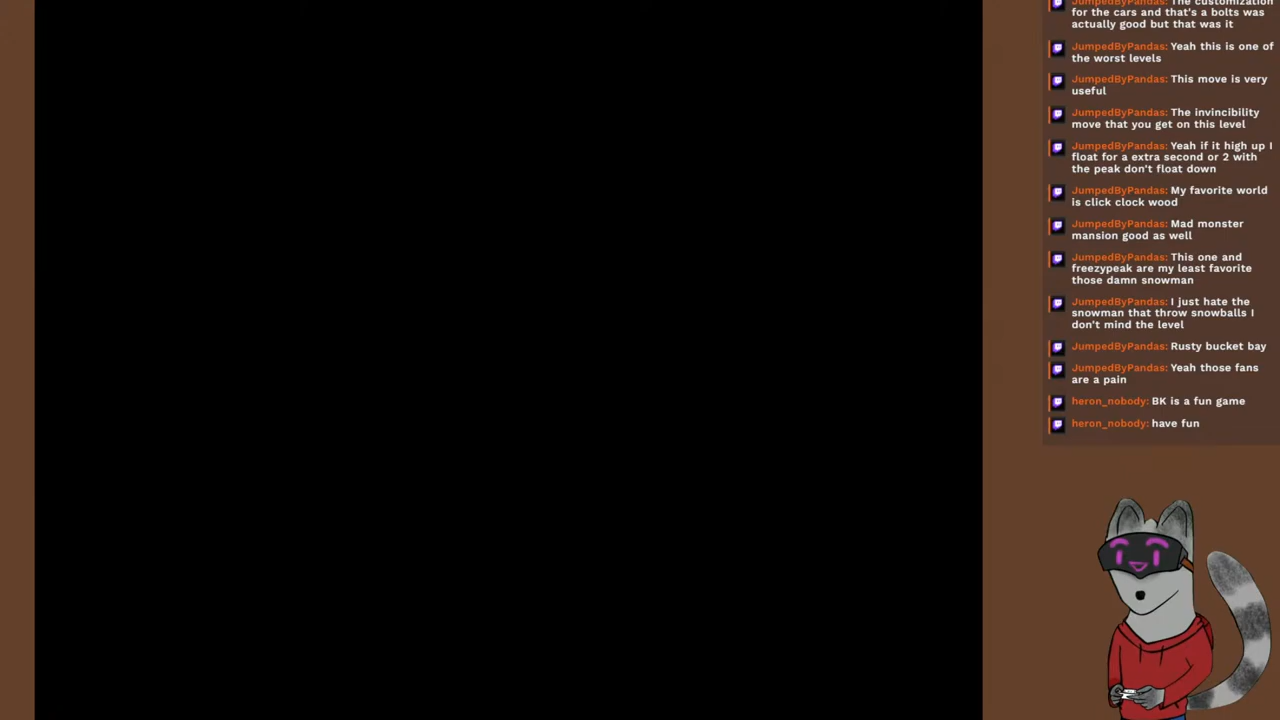 JumpedByPandas: The customization
for the cars and that's a bolts was
actually good but that was it
JumpedByPandas: Yeah this is one of
the worst levels
JumpedByPandas: This move is very
useful
JumpedByPandas: The invincibility
move that you get on this level
JumpedByPandas: Yeah if it high up I
float for a extra second or 2 with
the peak don't float down
JumpedByPandas: My favorite world
is click clock wood
JumpedByPandas: Mad monster
mansion good as well
JumpedByPandas: This one and
freezypeak are my least favorite
those damn snowman
JumpedByPandas: I just hate the
snowman that throw snowballs I
don't mind the level
JumpedByPandas: Rusty bucket bay
JumpedByPandas: Yeah those fans
are a pain
heron_nobody: BK is a fun game
heron_nobody: have fun